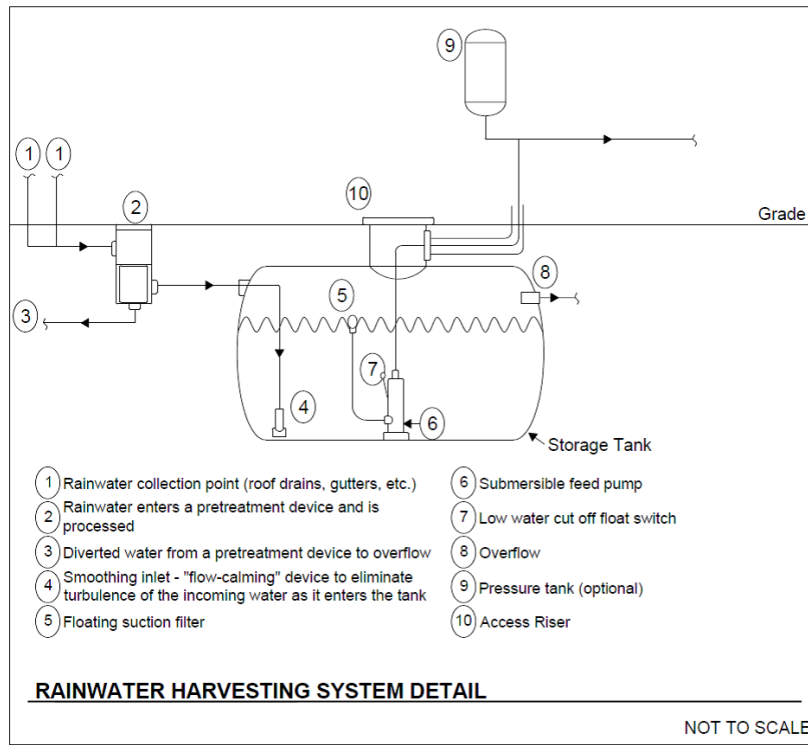 9
1 1
2
10
Grade
8
5
3
7
4
6
Storage Tank
1 Rainwater collection point (roof drains, gutters, etc.)
2 Rainwater enters a pretreatment device and is
processed
3 Diverted water from a pretreatment device to overflow
4 Smoothing inlet - "flow-calming" device to eliminate
turbulence of the incoming water as it enters the tank
5 Floating suction filter
6 Submersible feed pump
7 Low water cut off float switch
8 Overflow
9 Pressure tank (optional)
10 Access Riser
RAINWATER HARVESTING SYSTEM DETAIL
NOT TO SCALE